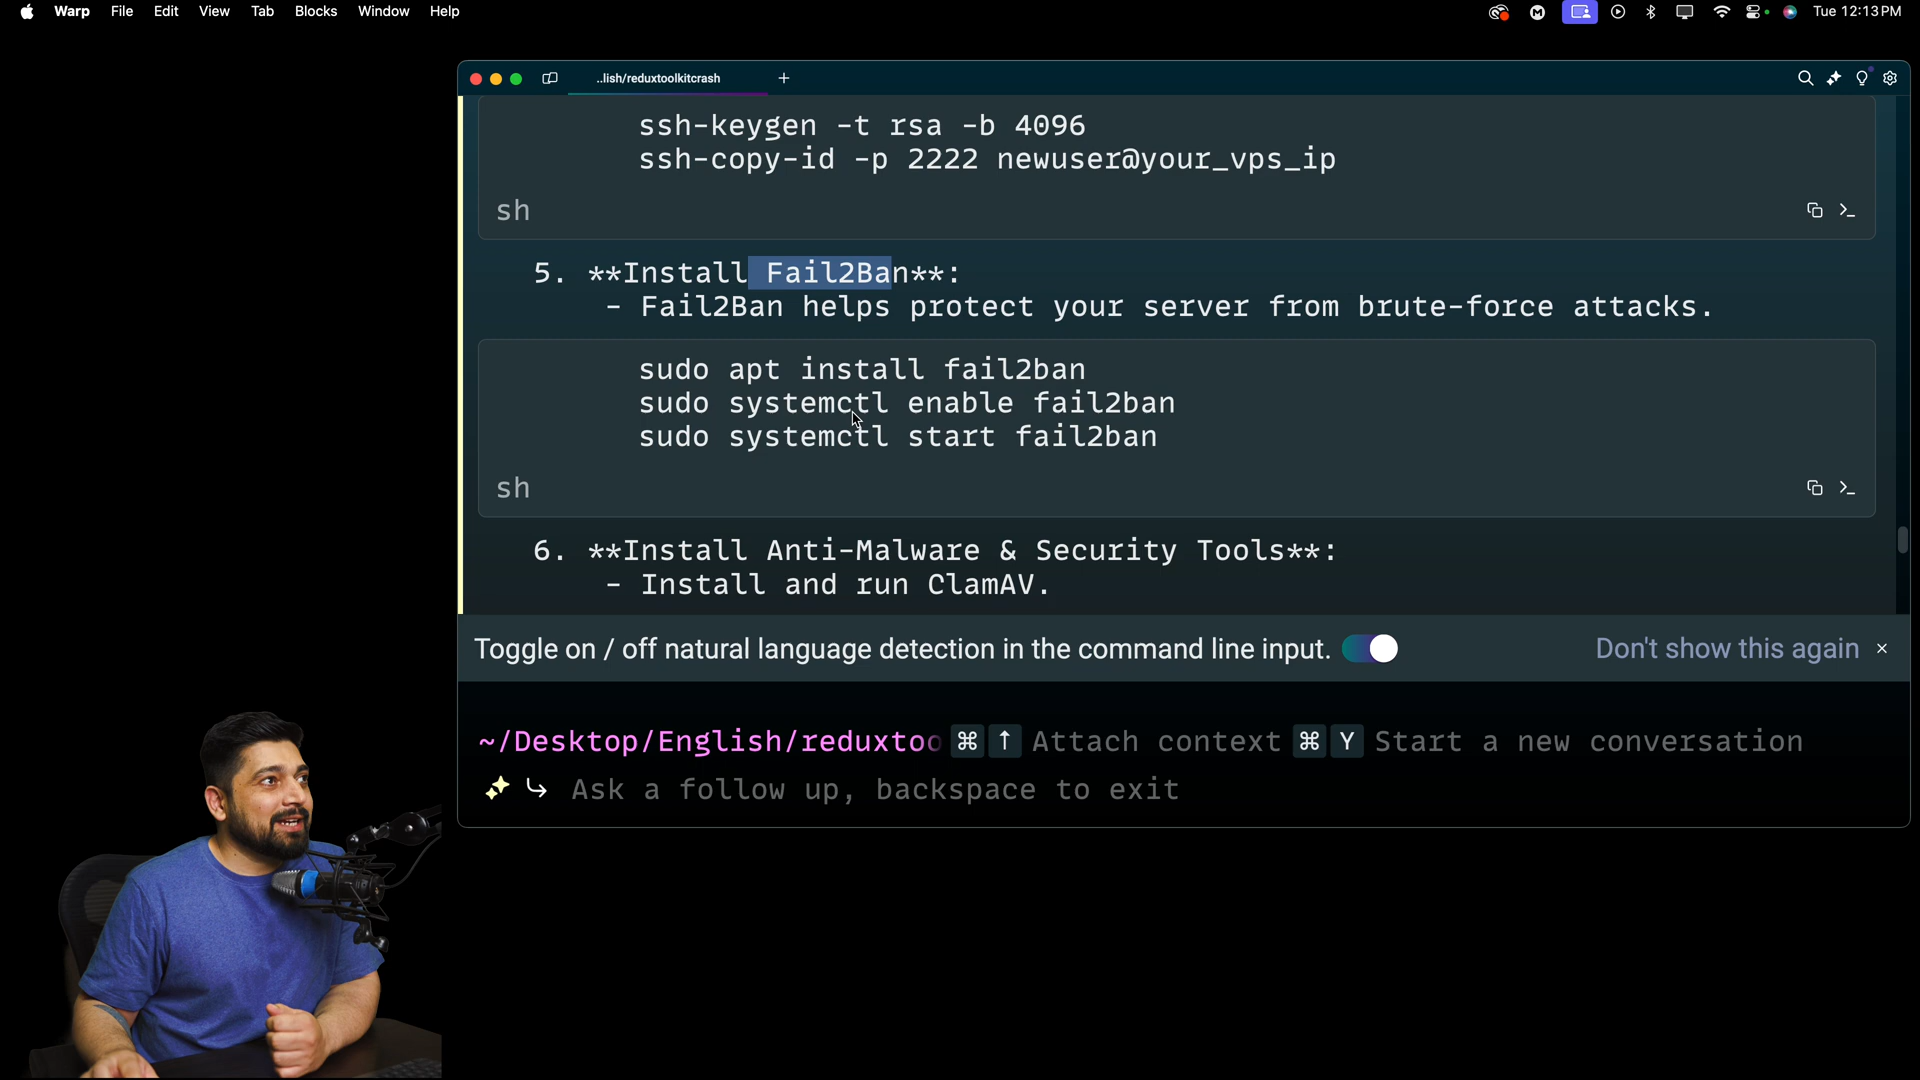 Warp File Edit View Tab Blocks Window Help
Tue 12:13 PM
..lish/reduxtoolkitcrash
ssh-keygen -t rsa -b 4096
ssh-copy-id -p 2222 newuser@your_vps_ip
sh
5. **Install Fail2Ban**:
- Fail2Ban helps protect your server from brute-force attacks.
sudo apt install fail2ban
sudo systemctl enable fail2ban
sudo systemctl start fail2ban
sh
6. **Install Anti-Malware & Security Tools**:
- Install and run ClamAV.
Toggle on / off natural language detection in the command line input.
Don't show this again ×
~/Desktop/English/reduxtoo ⌘ ↑ Attach context ⌘ Y Start a new conversation
Ask a follow up, backspace to exit